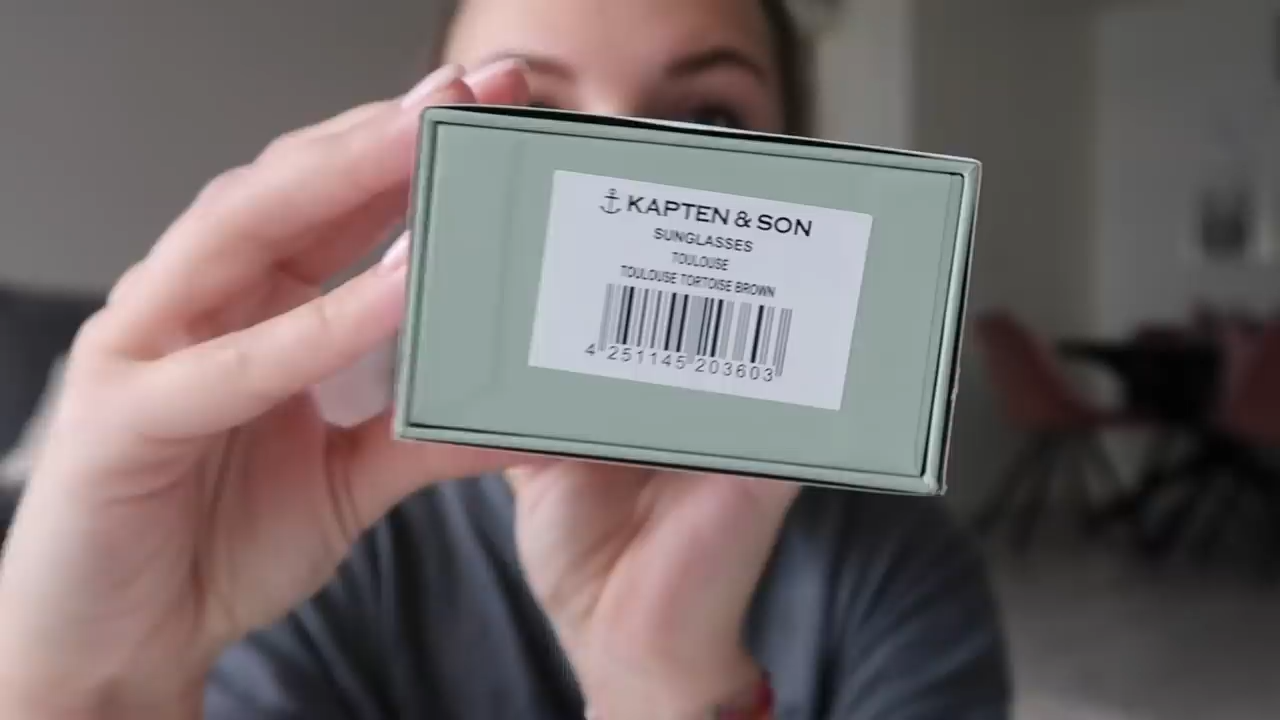 KAPTEN & SON
SUNGLASSES
TOULOUSE
TOULOUSE TORTOISE BROWN
4 251145 203603